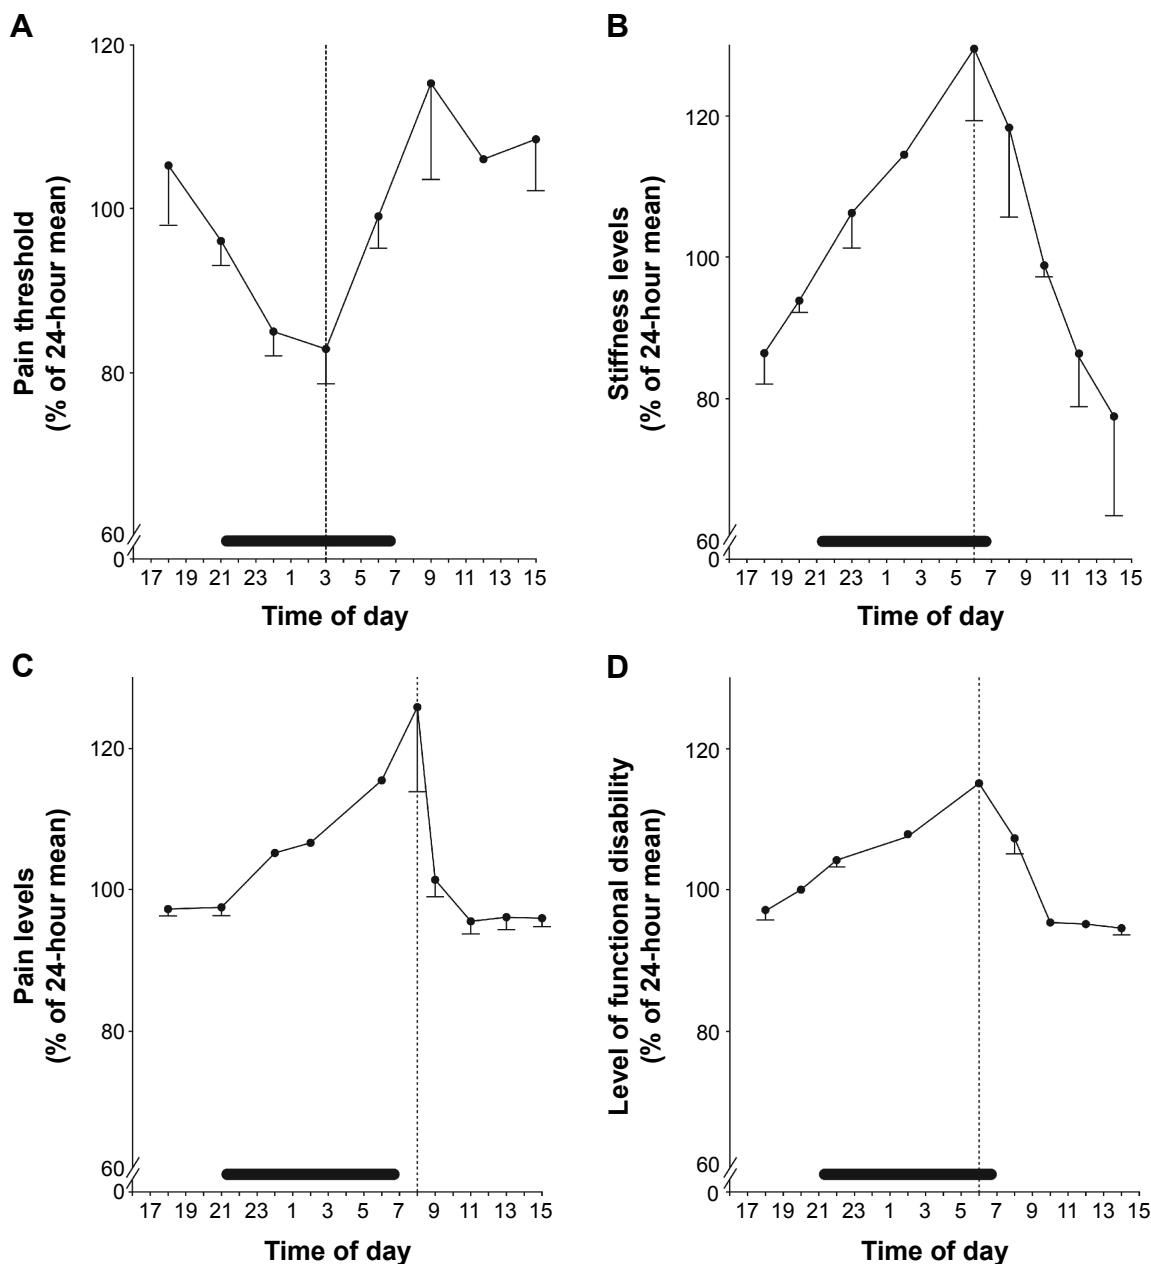 A
120
100
80
60
0
Pain threshold
(% of 24-hour mean)
17 19 21 23 1 3 5 7 9 11 13 15
Time of day
B
120
100
80
60
0
Stiffness levels
(% of 24-hour mean)
17 19 21 23 1 3 5 7 9 11 13 15
Time of day
C
120
100
80
60
0
Pain levels
(% of 24-hour mean)
17 19 21 23 1 3 5 7 9 11 13 15
Time of day
D
120
100
80
60
0
Level of functional disability
(% of 24-hour mean)
17 19 21 23 1 3 5 7 9 11 13 15
Time of day